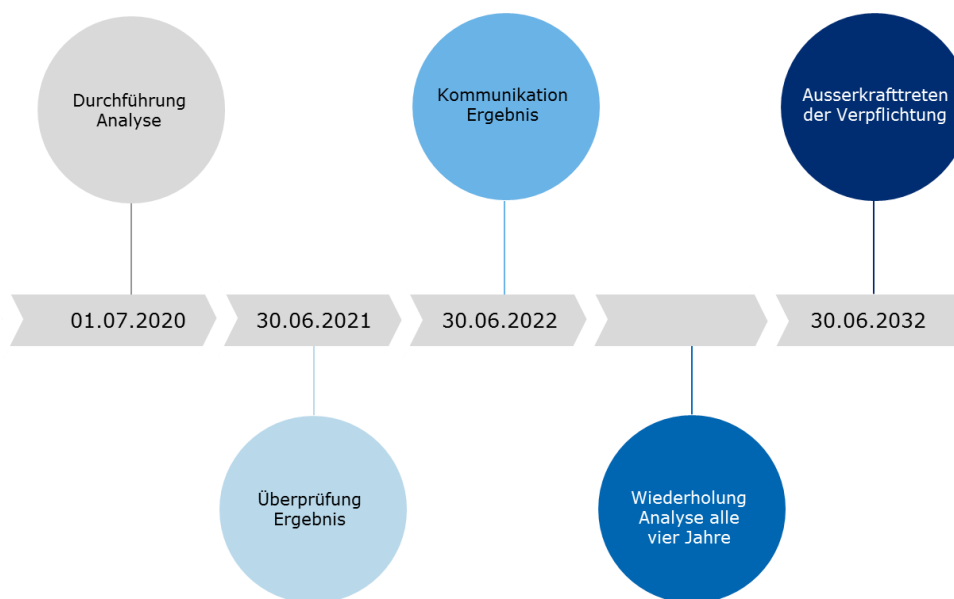 Durchführung
Analyse
Kommunikation
Ergebnis
Ausserkrafttreten
der Verpflichtung
01.07.2020
30.06.2021
30.06.2022
30.06.2032
Überprüfung
Ergebnis
Wiederholung
Analyse alle
vier Jahre